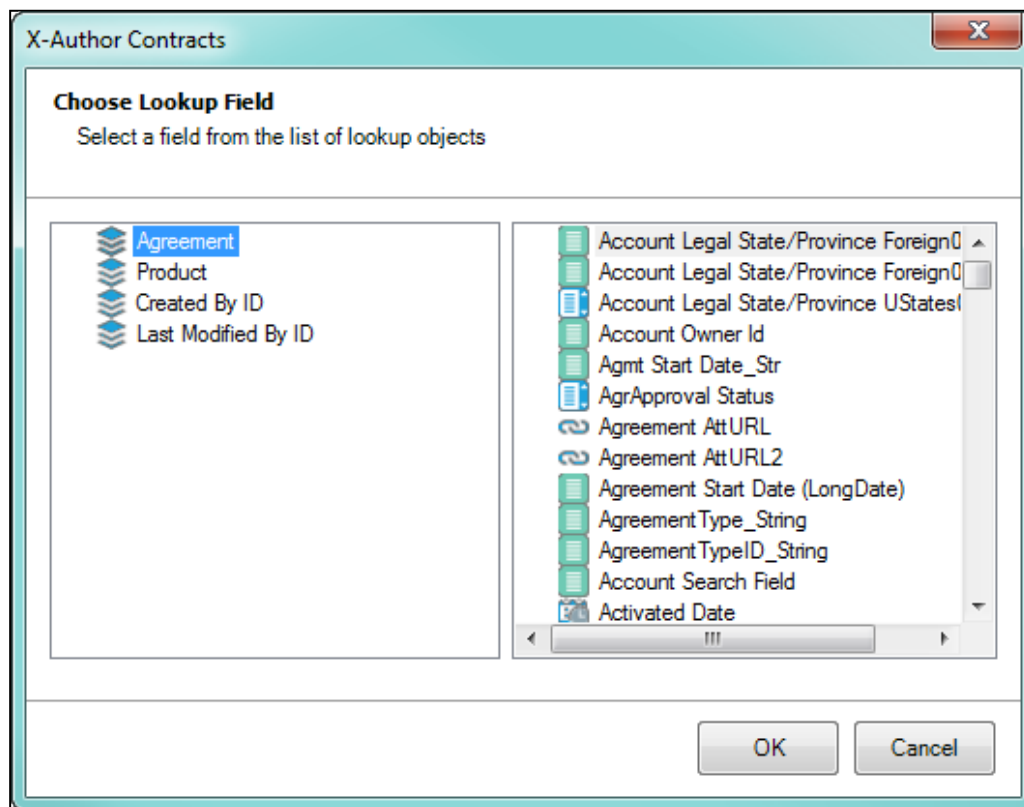 X-Author Contracts
Choose Lookup Field
Select a field from the list of lookup objects
Agreement
Product
Created By ID
Last Modified By ID
Account Legal State/Province Foreign
Account Legal State/Province Foreign
Account Legal State/Province UStates
Account Owner Id
Agmt Start Date_Str
AgrApproval Status
Agreement AttURL
Agreement AttURL2
Agreement Start Date (LongDate)
AgreementType_String
AgreementTypeID_String
Account Search Field
Activated Date
OK
Cancel